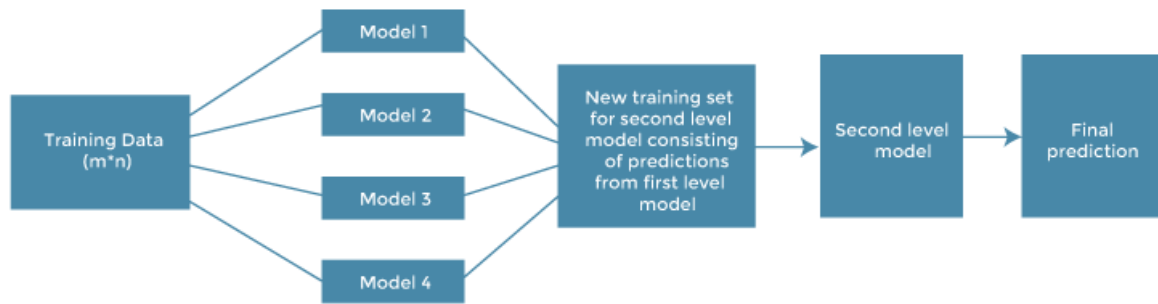 Training Data
(m*n)
Model 1
Model 2
Model 3
Model 4
New training set
for second level
model consisting
of predictions
from first level
model
Second level
model
Final
prediction